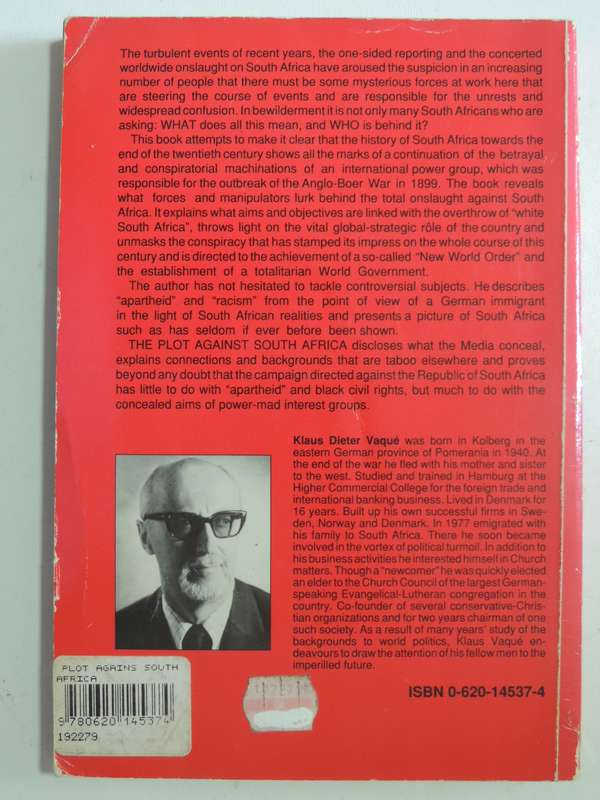 The turbulent events of recent years, the one-sided reporting and the concerted
worldwide onslaught on South Africa have aroused the suspicion in an increasing
number of people that there must be some mysterious forces at work here that
are steering the course of events and are responsible for the unrests and
widespread confusion. In bewilderment it is not only many South Africans who are
asking: WHAT does all this mean, and WHO is behind it?
This book attempts to make it clear that the history of South Africa towards the
end of the twentieth century shows all the marks of a continuation of the betrayal
and conspiratorial machinations of an international power group, which was
responsible for the outbreak of the Anglo-Boer War in 1899. The book reveals
what forces and manipulators lurk behind the total onslaught against South
Africa. It explains what aims and objectives are linked with the overthrow of "white
South Africa", throws light on the vital global-strategic rôle of the country and
unmasks the conspiracy that has stamped its impress on the whole course of this
century and is directed to the achievement of a so-called "New World Order" and
the establishment of a totalitarian World Government.
The author has not hesitated to tackle controversial subjects. He describes
"apartheid" and "racism" from the point of view of a German immigrant
in the light of South African realities and presents a picture of South Africa
such as has seldom if ever before been shown.
THE PLOT AGAINST SOUTH AFRICA discloses what the Media conceal,
explains connections and backgrounds that are taboo elsewhere and proves
beyond any doubt that the campaign directed against the Republic of South Africa
has little to do with "apartheid" and black civil rights, but much to do with the
concealed aims of power-mad interest groups.
Klaus Dieter Vaqué was born in Kolberg in the
eastern German province of Pomerania in 1940. At
the end of the war he fled with his mother and sister
to the west. Studied and trained in Hamburg at the
Higher Commercial College for the foreign trade and
international banking business. Lived in Denmark for
16 years. Built up his own successful firms in Swe-
den, Norway and Denmark. In 1977 emigrated with
his family to South Africa. There he soon became
involved in the vortex of political turmoil. In addition to
his business activities he interested himself in Church
matters. Though a "newcomer" he was quickly elected
an elder to the Church Council of the largest German-
speaking Evangelical-Lutheran congregation in the
country. Co-founder of several conservative-Chris-
tian organizations and for two years chairman of one
such society. As a result of many years' study of the
backgrounds to world politics, Klaus Vaqué en-
deavours to draw the attention of his fellow men to the
imperilled future.
ISBN 0-620-14537-4
PLOT AGAINS SOUTH
AFRICA
9 780620 145374
192279